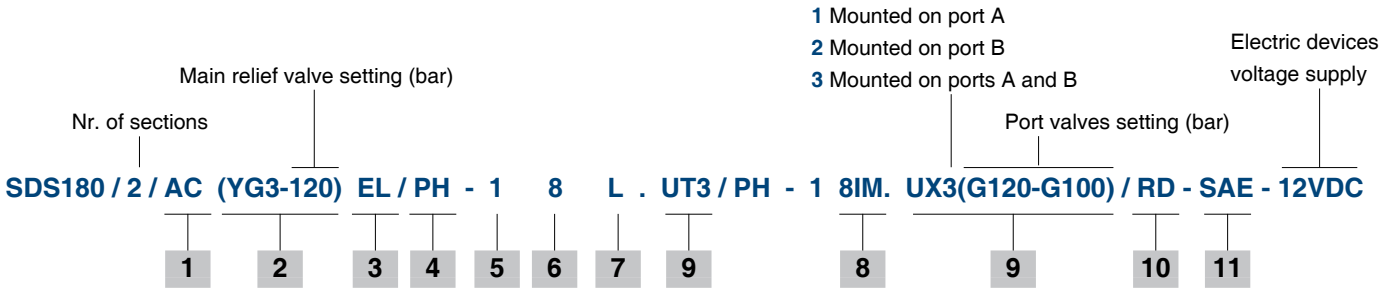 1 Mounted on port A
2 Mounted on port B
3 Mounted on ports A and B
Electric devices
voltage supply
Main relief valve setting (bar)
Nr. of sections
Port valves setting (bar)
SDS180 / 2 / AC (YG3-120) EL / PH - 1 8 L . UT3 / PH - 1 8IM. UX3(G120-G100) / RD - SAE - 12VDC
1 2 3 4 5 6 7 9 8 9 10 11